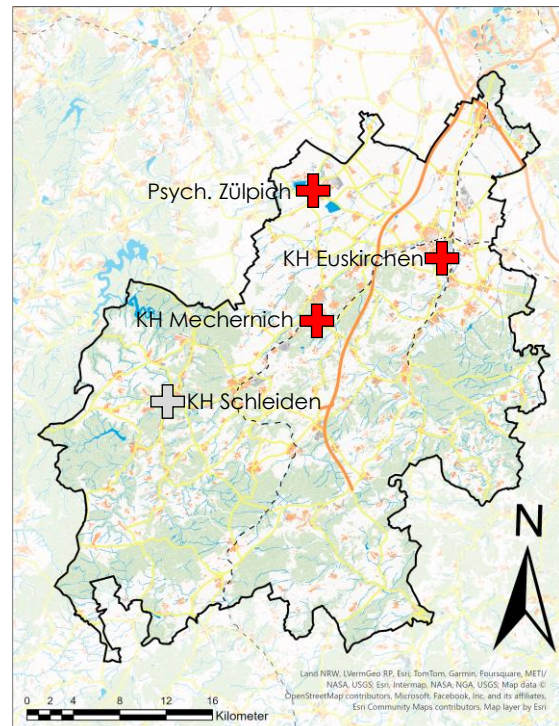 Psych. Zülpich
KH Euskirchen
KH Mechernich
KH Schleiden
N
Land NRW, LVermGeo RP, Esri, TomTom, Garmin, Foursquare, METI/
NASA, USGS, Esri, Intermap, NASA, NGA, USGS; Map data ©
OpenStreetMap contributors, Microsoft, Facebook, Inc. and its affiliates,
Esri Community Maps contributors, Map layer by Esri
0 2 4 8 12 16
Kilometer